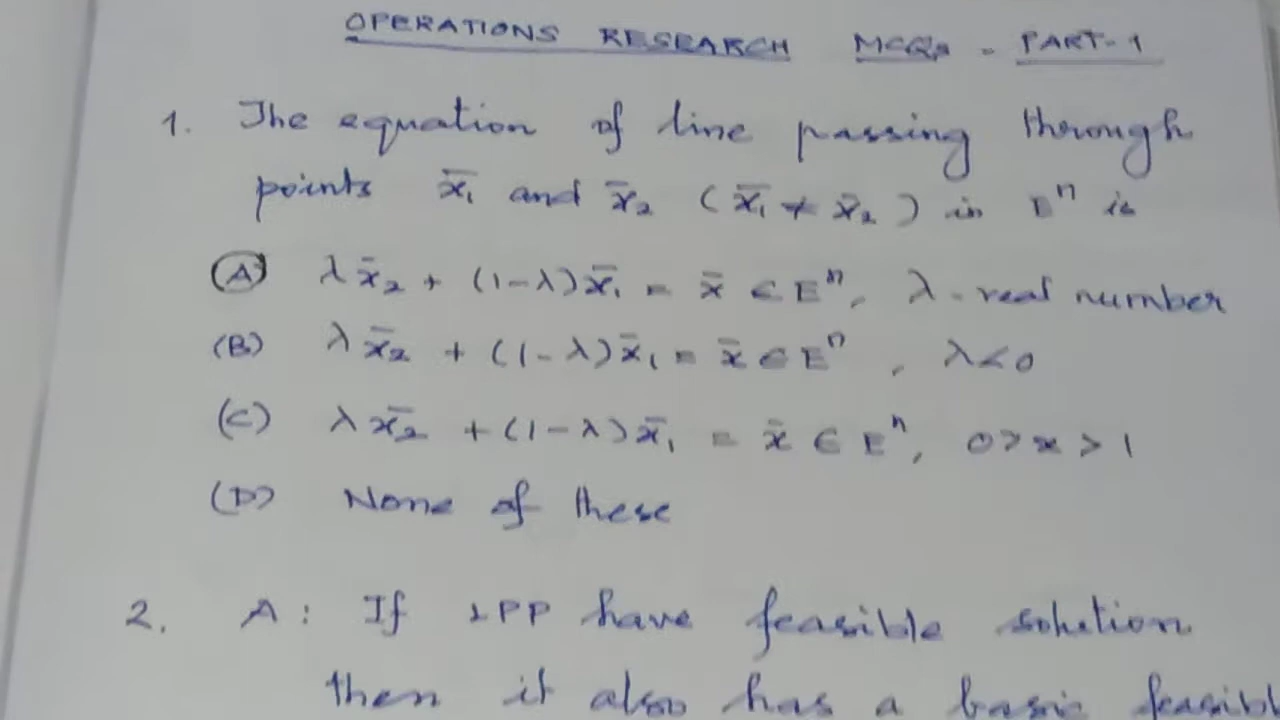 OPERATIONS RESEARCH MCQs - PART-1
1. The equation of line passing through
points x̄₁ and x̄₂ (x̄₁ ≠ x̄₂) in Eⁿ is
(A) λx̄₂ + (1-λ)x̄₁ = x̄ ∈ Eⁿ, λ - real number
(B) λx̄₂ + (1-λ)x̄₁ = x̄ ∈ Eⁿ, λ<0
(C) λx̄₂ + (1-λ)x̄₁ = x̄ ∈ Eⁿ, 0>x>1
(D) None of these
2. A: If LPP have feasible solution
then it also has a basic feasibl